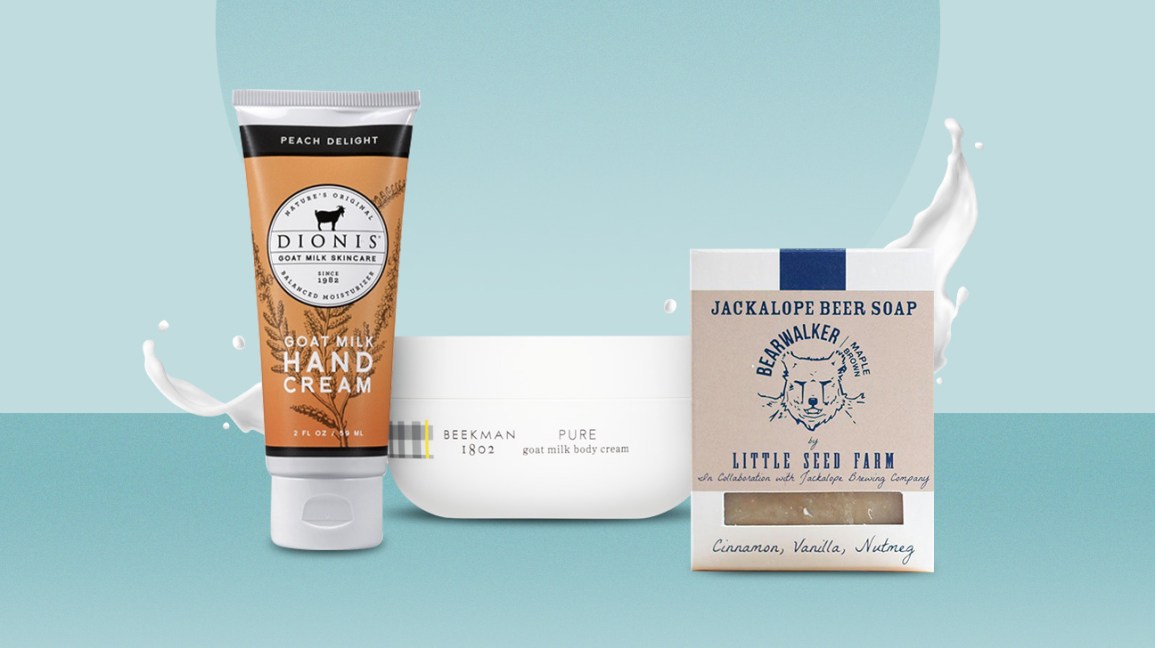 PEACH DELIGHT
NATURE'S ORIGINAL
DIONIS®
GOAT MILK SKINCARE
SINCE
1982
BALANCED MOISTURIZER
GOAT MILK
HAND
CREAM
2 FL OZ / 59 ML
BEEKMAN
1802
PURE
goat milk body cream
JACKALOPE BEER SOAP
BEARWALKER
MAPLE
BROWN
by
LITTLE SEED FARM
In Collaboration with Jackalope Brewing Company
Cinnamon, Vanilla, Nutmeg